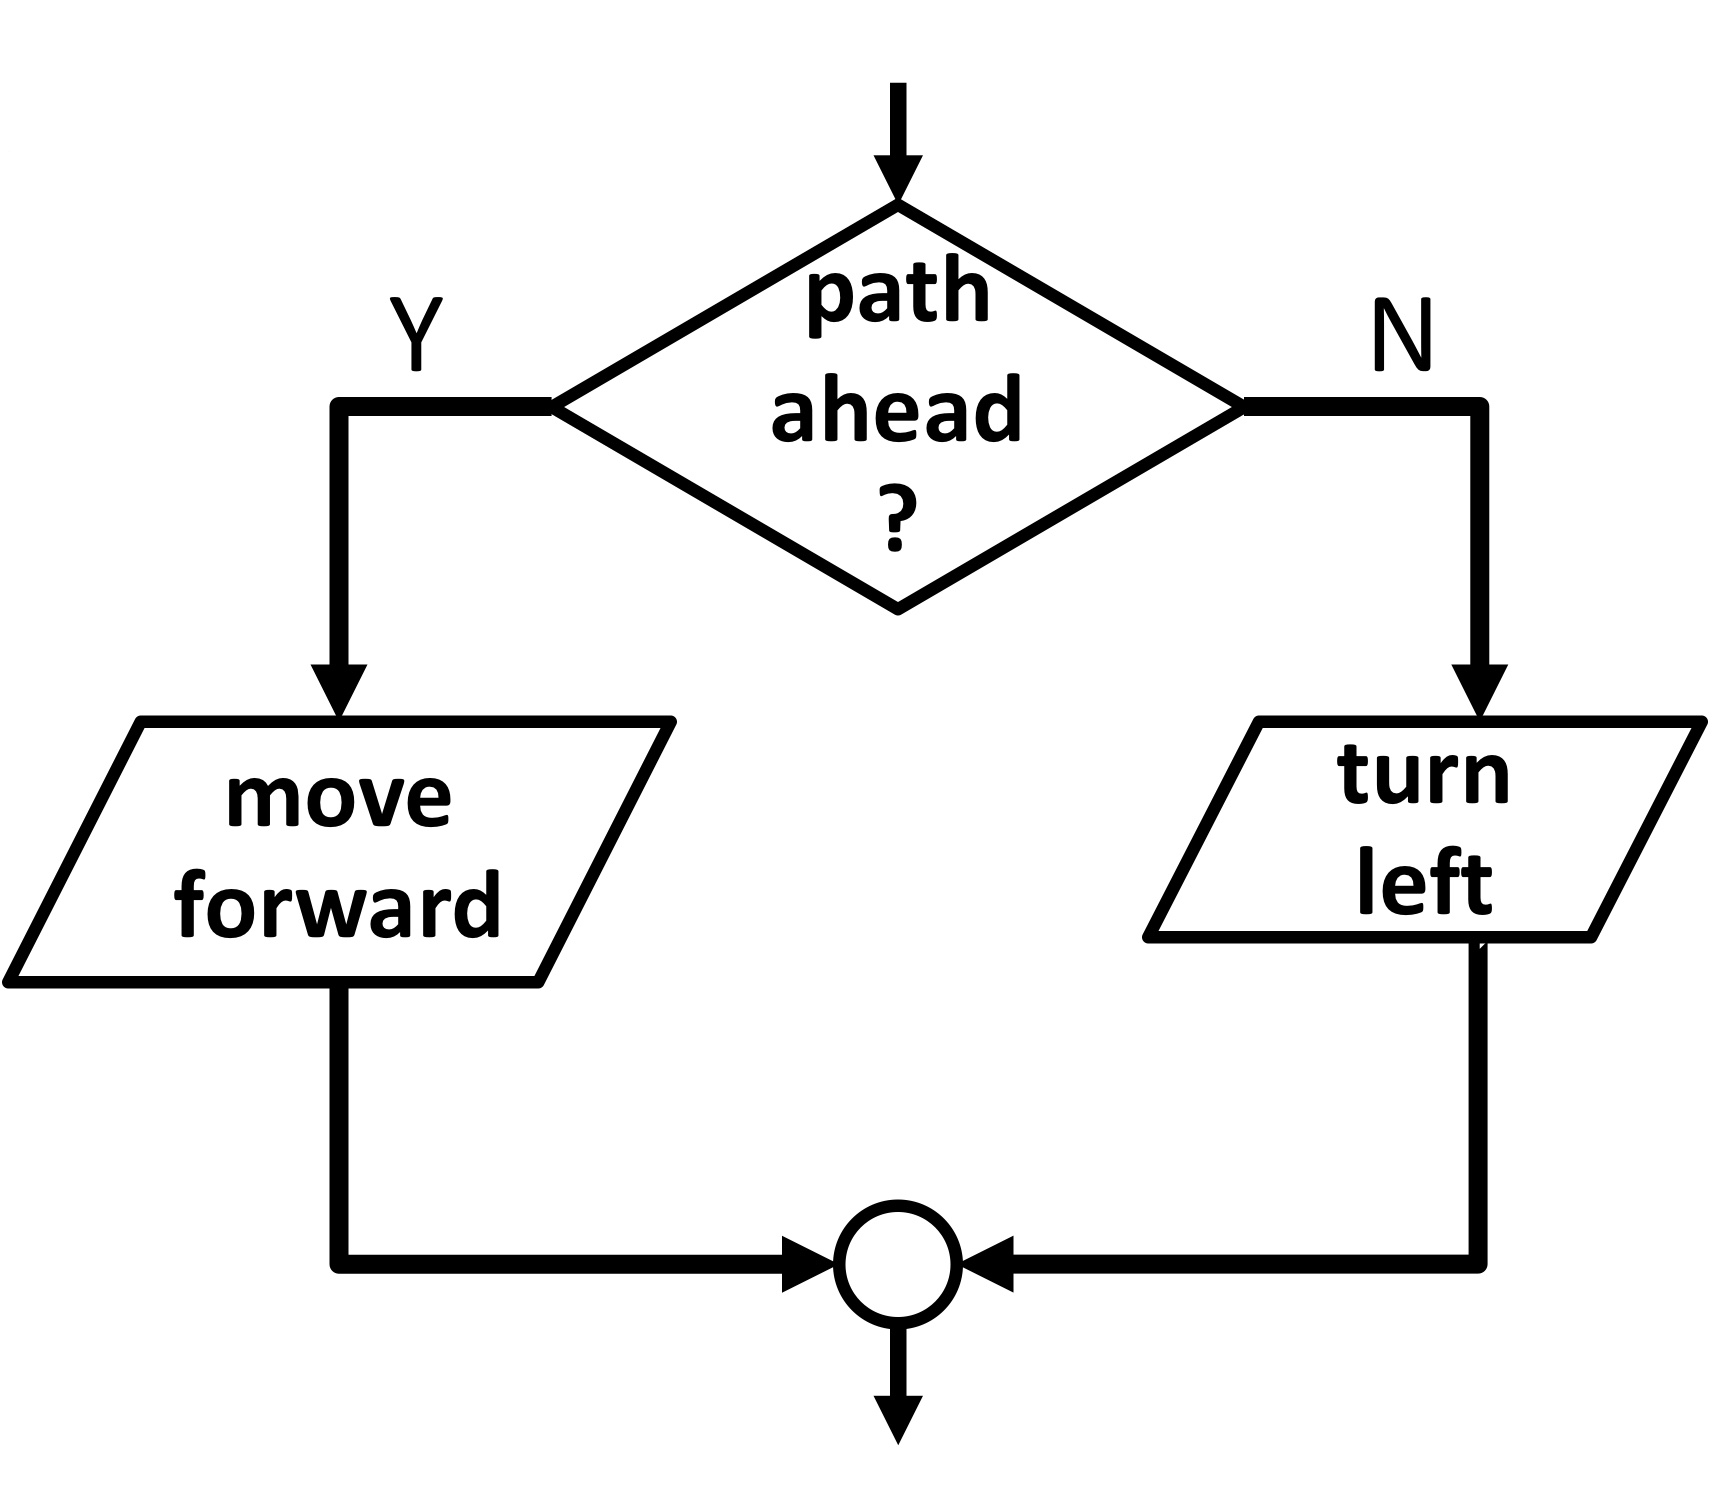 path
ahead
?
Y
N
move
forward
turn
left